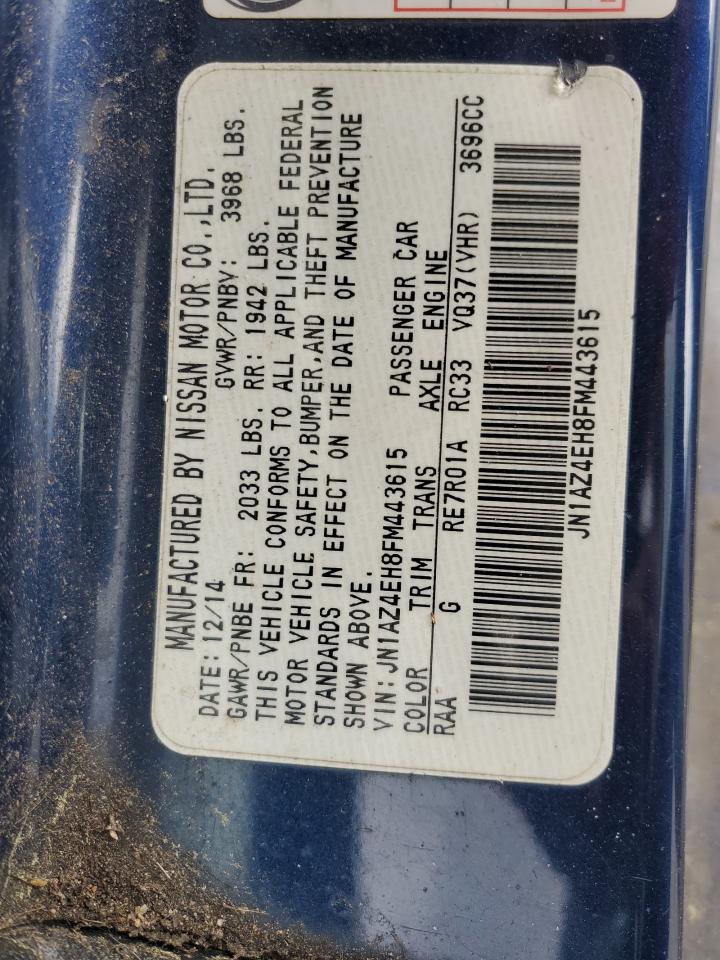 MANUFACTURED BY NISSAN MOTOR CO.,LTD.
DATE: 12/14 GVWR/PNBV: 3968 LBS.
GAWR/PNBE FR: 2033 LBS. RR: 1942 LBS.
THIS VEHICLE CONFORMS TO ALL APPLICABLE FEDERAL
MOTOR VEHICLE SAFETY,BUMPER,AND THEFT PREVENTION
STANDARDS IN EFFECT ON THE DATE OF MANUFACTURE
SHOWN ABOVE.
VIN:JN1AZ4EH8FM443615 PASSENGER CAR
COLOR TRIM TRANS AXLE ENGINE
RAA G RE7R01A RC33 VQ37(VHR) 3696CC
JN1AZ4EH8FM443615